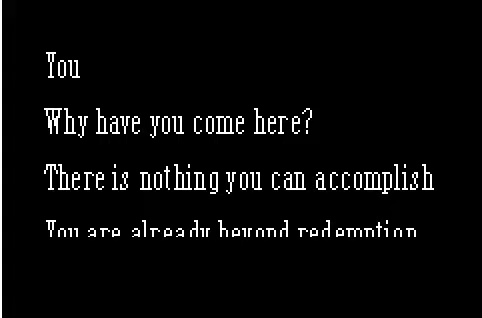 You
Why have you come here?
There is nothing you can accomplish
You are already beyond redemption